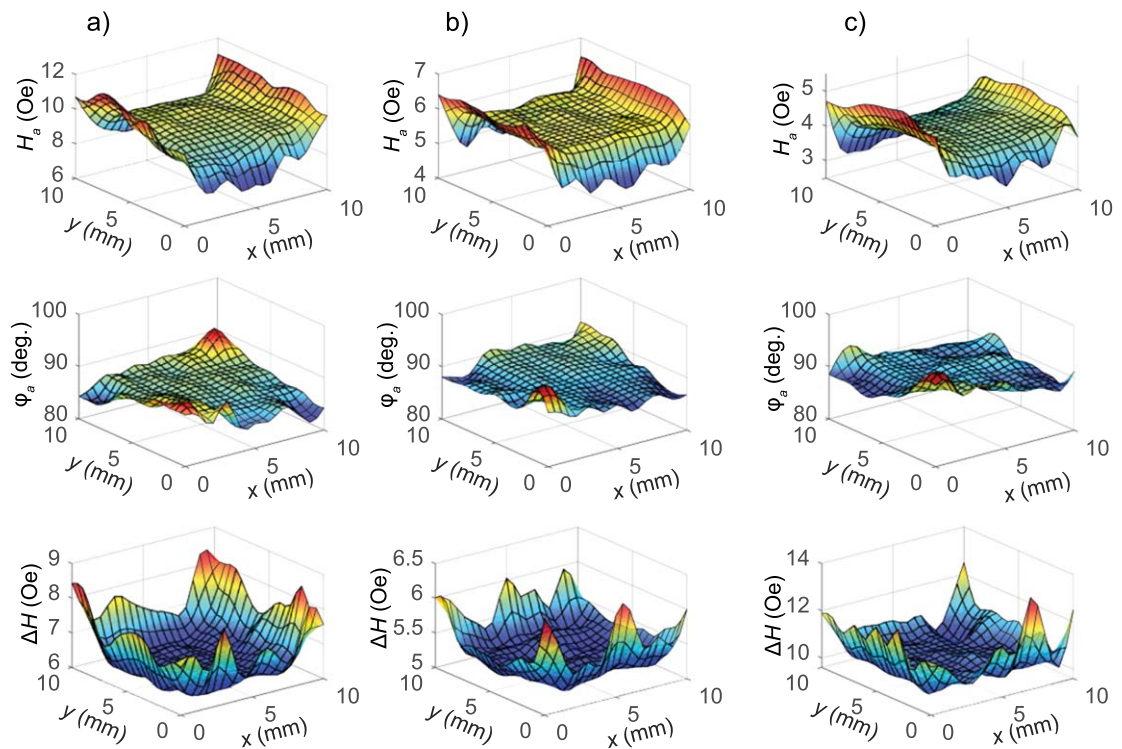 a) b) c)
12 10 8 6
Hₐ (Oe)
10 5 0
y (mm)
0 5 10
x (mm)
7 6 5 4
Hₐ (Oe)
10 5 0
y (mm)
0 5 10
x (mm)
5 4 3
Hₐ (Oe)
10 5 0
y (mm)
0 5 10
x (mm)
100 90 80
φₐ (deg.)
10 5 0
y (mm)
0 5 10
x (mm)
100 90 80
φₐ (deg.)
10 5 0
y (mm)
0 5 10
x (mm)
100 90 80
φₐ (deg.)
10 5 0
y (mm)
0 5 10
x (mm)
9 8 7 6
ΔH (Oe)
10 5 0
y (mm)
0 5 10
x (mm)
6.5 6 5.5 5
ΔH (Oe)
10 5 0
y (mm)
0 5 10
x (mm)
14 12 10
ΔH (Oe)
10 5 0
y (mm)
0 5 10
x (mm)